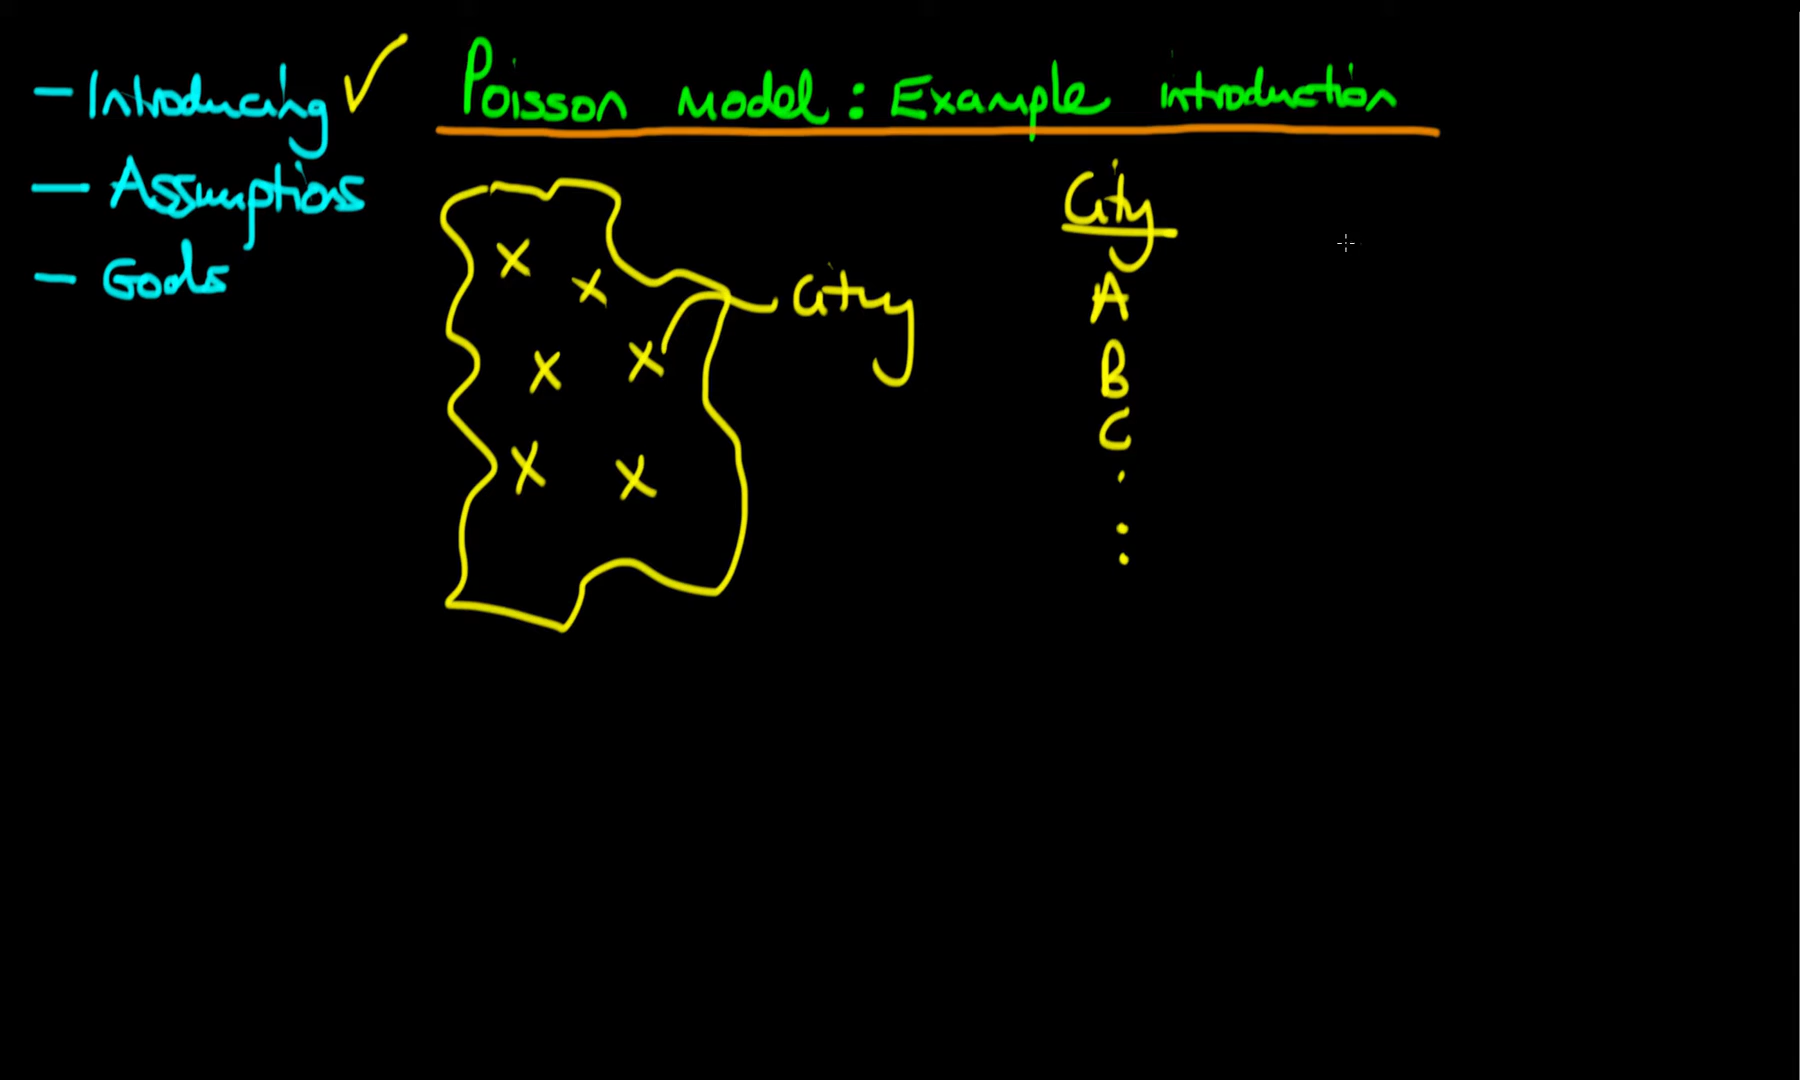 — Introducing ✓
— Assumptions
— Goals
Poisson model : Example introduction
X
X
X
X
X
X
City
City
A
B
C
.
.
.